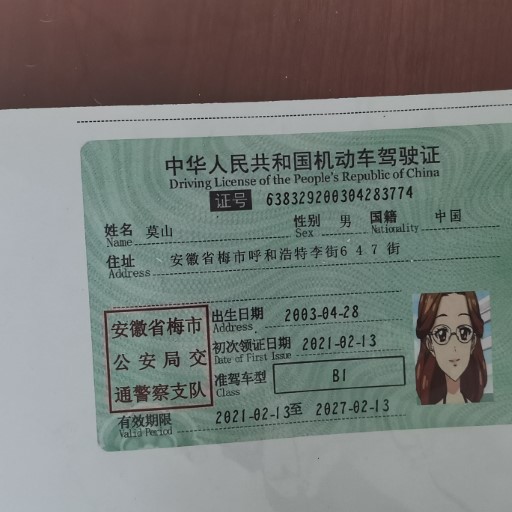 中华人民共和国机动车驾驶证
Driving License of the People's Republic of China
证号 638329200304283774
姓名 莫山 性别 男 国籍 中国
Name Sex Nationality
住址 安徽省梅市呼和浩特李街647街
Address
安徽省梅市
公安局交
通警察支队
出生日期 2003-04-28
Address
初次领证日期 2021-02-13
Date of First Issue
准驾车型 B1
Class
有效期限 2021-02-13至 2027-02-13
Valid Period